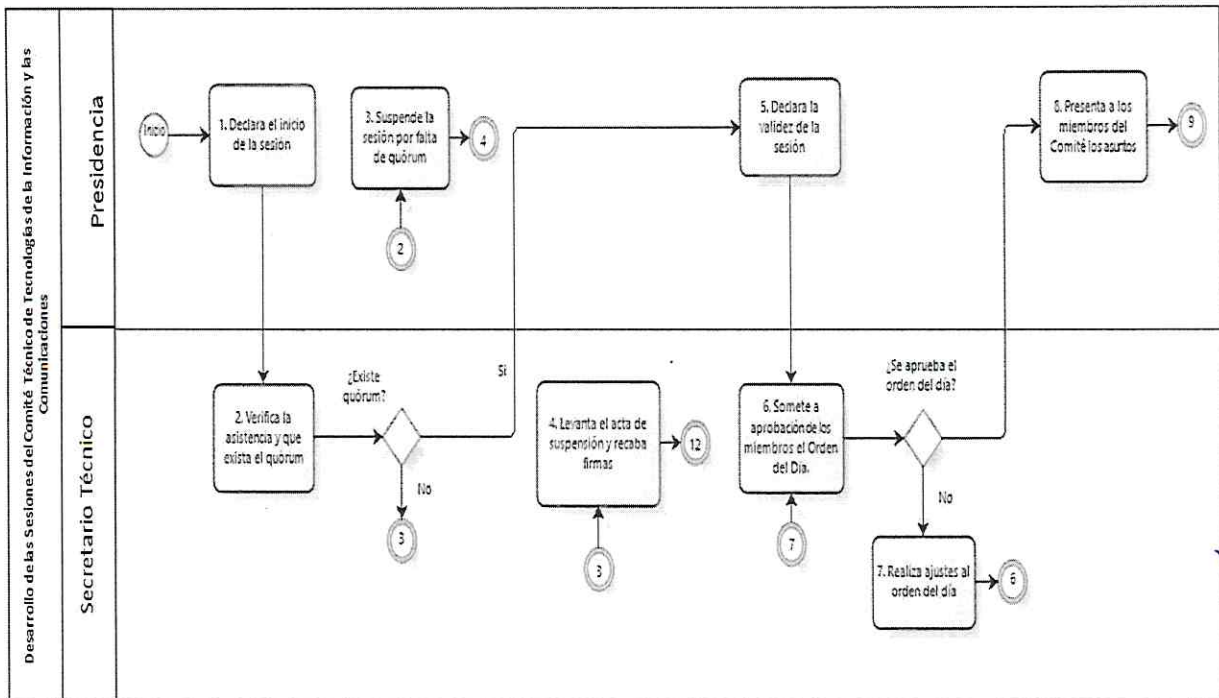 Desarrollo de las Sesiones del Comité Técnico de Tecnologías de la Información y las
Comunicaciones
Presidencia
Inicio
1. Declara el inicio
de la sesión
3. Suspende la
sesión por falta
de quórum
4
2
5. Declara la
validez de la
sesión
8. Presenta a los
miembros del
Comité los asuntos
9
Secretario Técnico
2. Verifica la
asistencia y que
exista el quórum
¿Existe
quórum?
Si
No
3
4. Levanta el acta de
suspensión y recaba
firmas
12
3
6. Somete a
aprobación de los
miembros el Orden
del Día.
7
¿Se aprueba el
orden del día?
No
7. Realiza ajustes al
orden del día
6